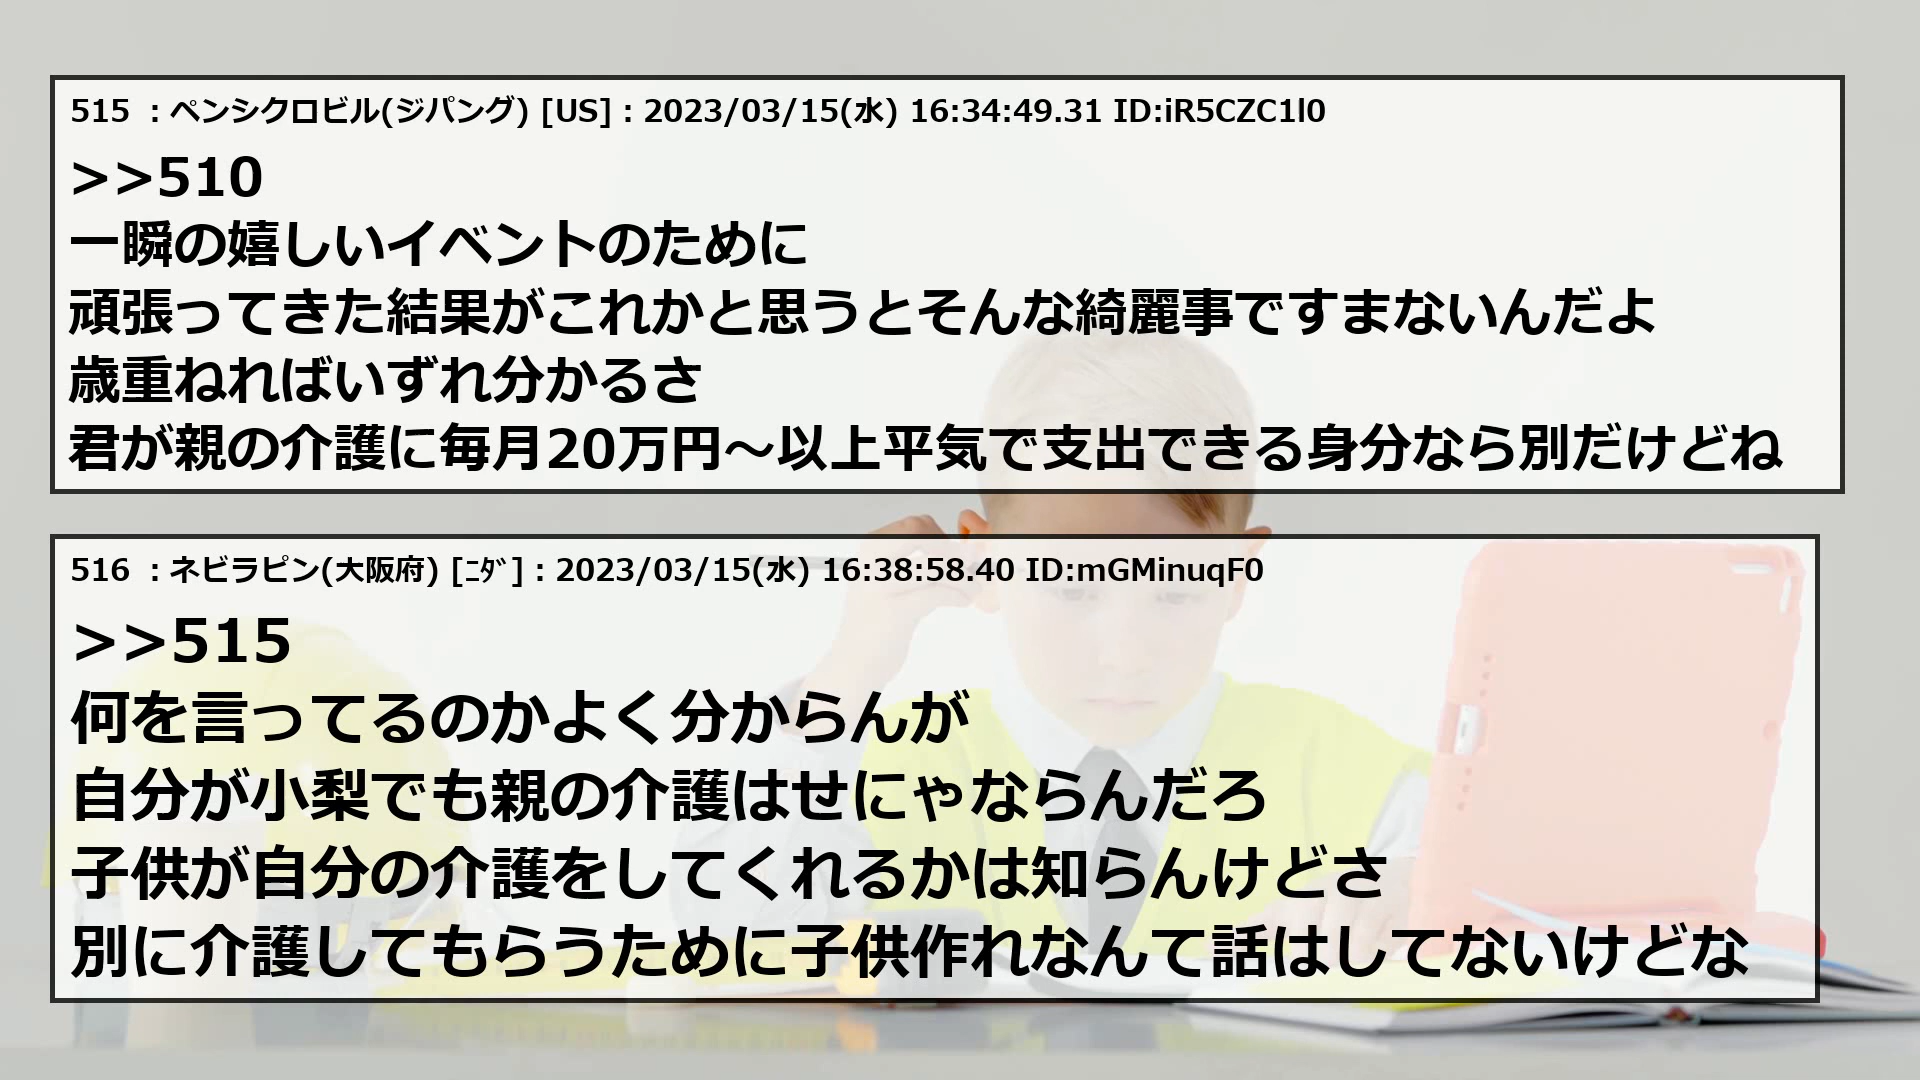 515 ：ペンシクロビル(ジパング) [US]：2023/03/15(水) 16:34:49.31 ID:iR5CZC1l0
>>510
一瞬の嬉しいイベントのために
頑張ってきた結果がこれかと思うとそんな綺麗事ですまないんだよ
歳重ねればいずれ分かるさ
君が親の介護に毎月20万円～以上平気で支出できる身分なら別だけどね
516 ：ネビラピン(大阪府) [ﾆﾀﾞ]：2023/03/15(水) 16:38:58.40 ID:mGMinuqF0
>>515
何を言ってるのかよく分からんが
自分が小梨でも親の介護はせにゃならんだろ
子供が自分の介護をしてくれるかは知らんけどさ
別に介護してもらうために子供作れなんて話はしてないけどな